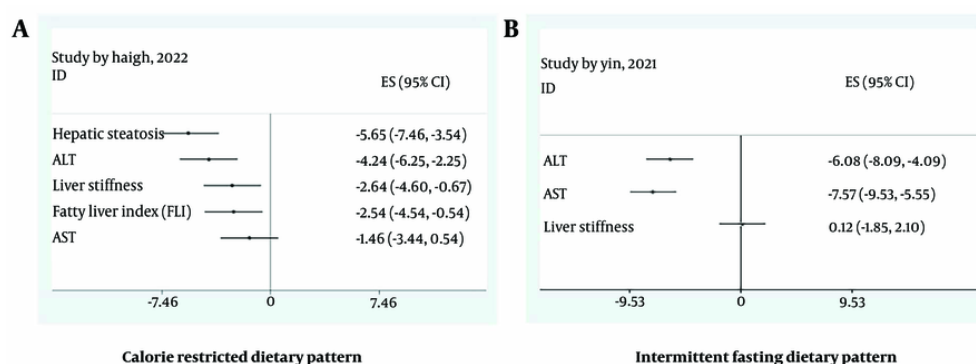 A
Study by haigh, 2022
ID
ES (95% CI)
Hepatic steatosis -5.65 (-7.46, -3.54)
ALT -4.24 (-6.25, -2.25)
Liver stiffness -2.64 (-4.60, -0.67)
Fatty liver index (FLI) -2.54 (-4.54, -0.54)
AST -1.46 (-3.44, 0.54)
-7.46 0 7.46
Calorie restricted dietary pattern
B
Study by yin, 2021
ID
ES (95% CI)
ALT -6.08 (-8.09, -4.09)
AST -7.57 (-9.53, -5.55)
Liver stiffness 0.12 (-1.85, 2.10)
-9.53 0 9.53
Intermittent fasting dietary pattern